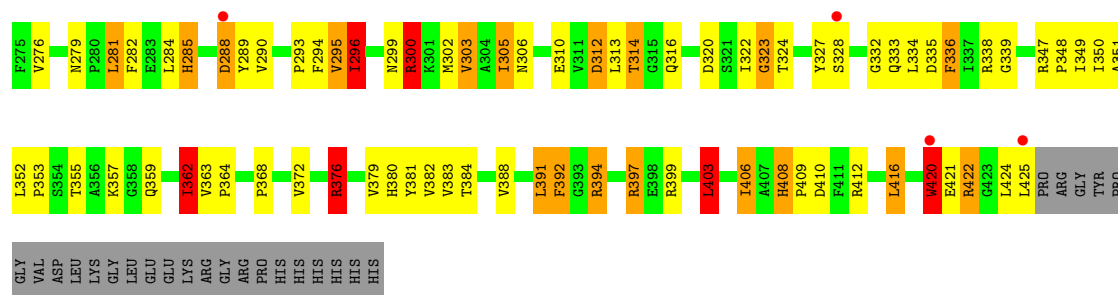 F275 V276 N279 P280 L281 F282 E283 L284 H285 D288 Y289 V290 P293 F294 V295 I296 N299 R300 K301 M302 V303 A304 I305 N306 E310 V311 D312 L313 T314 G315 Q316 D320 S321 I322 G323 T324 Y327 S328 G332 Q333 L334 D335 F336 I337 R338 G339 R347 P348 I349 I350 A351
L352 P353 S354 T355 A356 K357 G358 Q359 I362 V363 P364 P368 V372 R376 V379 H380 Y381 V382 V383 T384 V388 L391 F392 G393 R394 R397 E398 R399 L403 I406 A407 H408 P409 D410 F411 R412 L416 W420 E421 R422 G423 L424 L425 PRO ARG GLY TYR PRO
GLY VAL ASP LEU LYS GLY LEU GLU GLU LYS ARG GLY ARG PRO HIS HIS HIS HIS HIS HIS